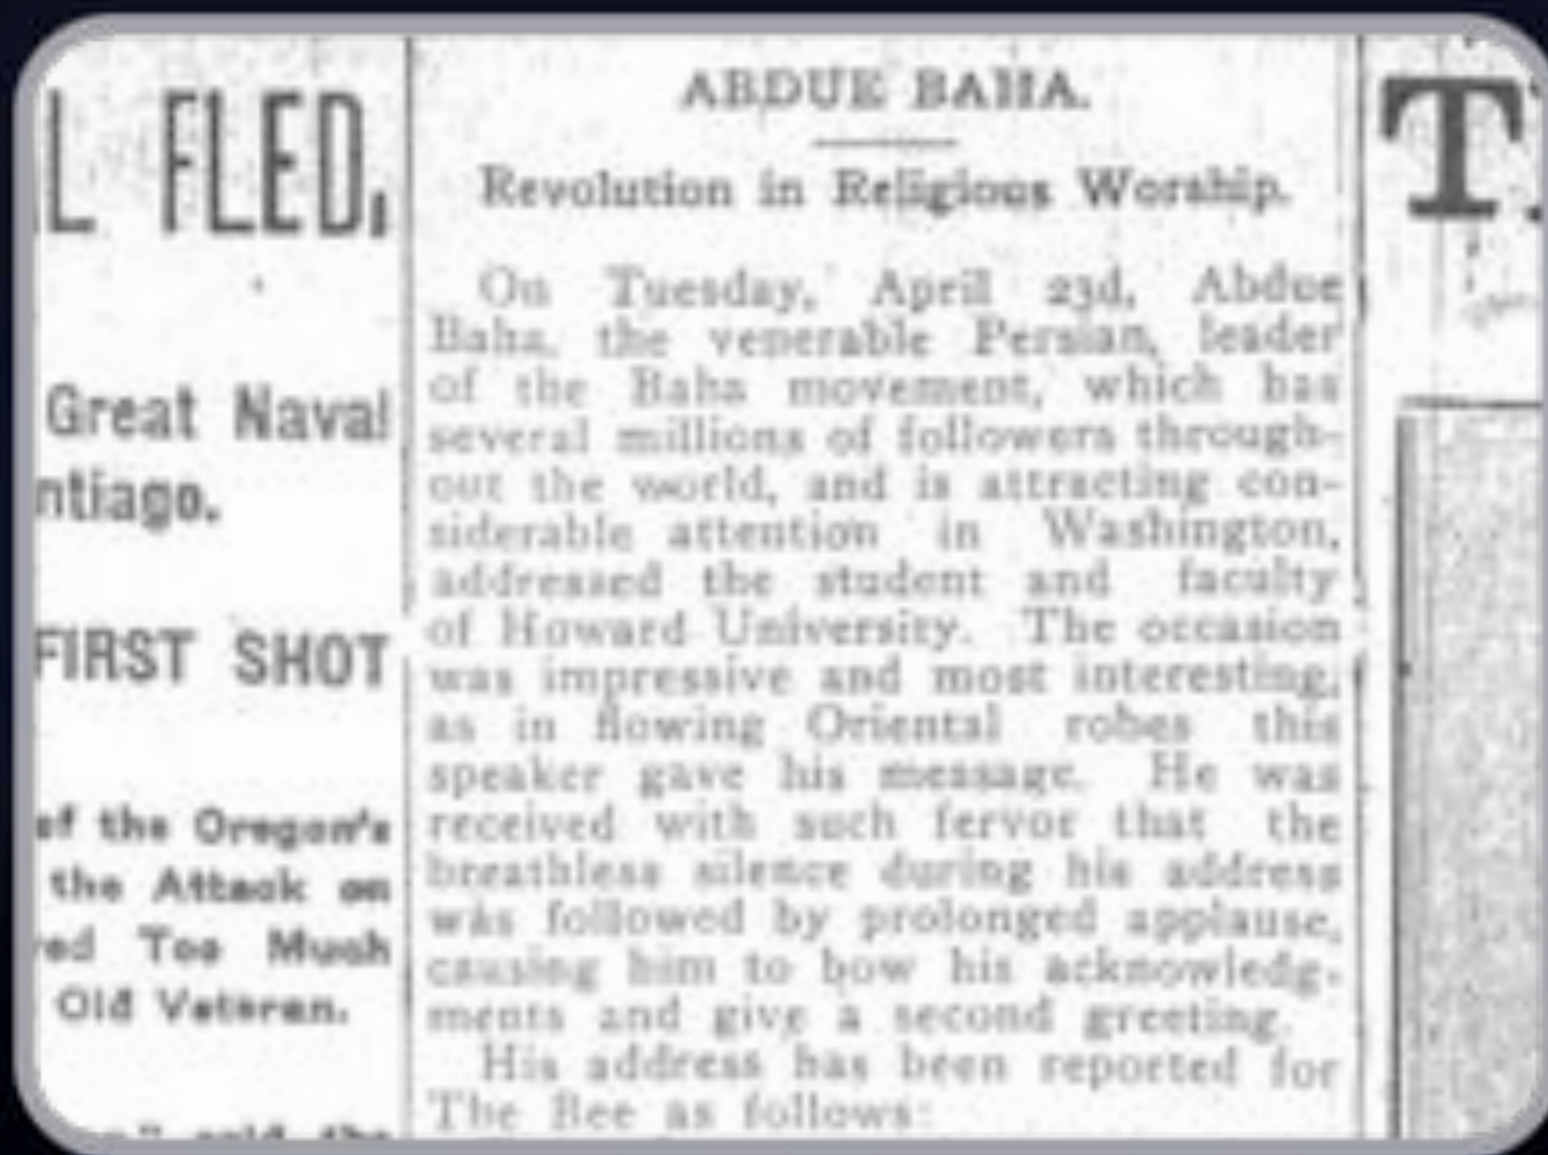 L FLED,
Great Naval
ntiago.
FIRST SHOT
of the Oregon's
the Attack on
ed Too Much
Old Veteran.
said the
ABDUE BAHA.
Revolution in Religious Worship.
On Tuesday, April 23d, Abdue
Baha, the venerable Persian, leader
of the Baha movement, which has
several millions of followers through-
out the world, and is attracting con-
siderable attention in Washington,
addressed the student and faculty
of Howard University. The occasion
was impressive and most interesting,
as in flowing Oriental robes this
speaker gave his message. He was
received with such fervor that the
breathless silence during his address
was followed by prolonged applause,
causing him to bow his acknowledg-
ments and give a second greeting.
His address has been reported for
The Bee as follows:
T